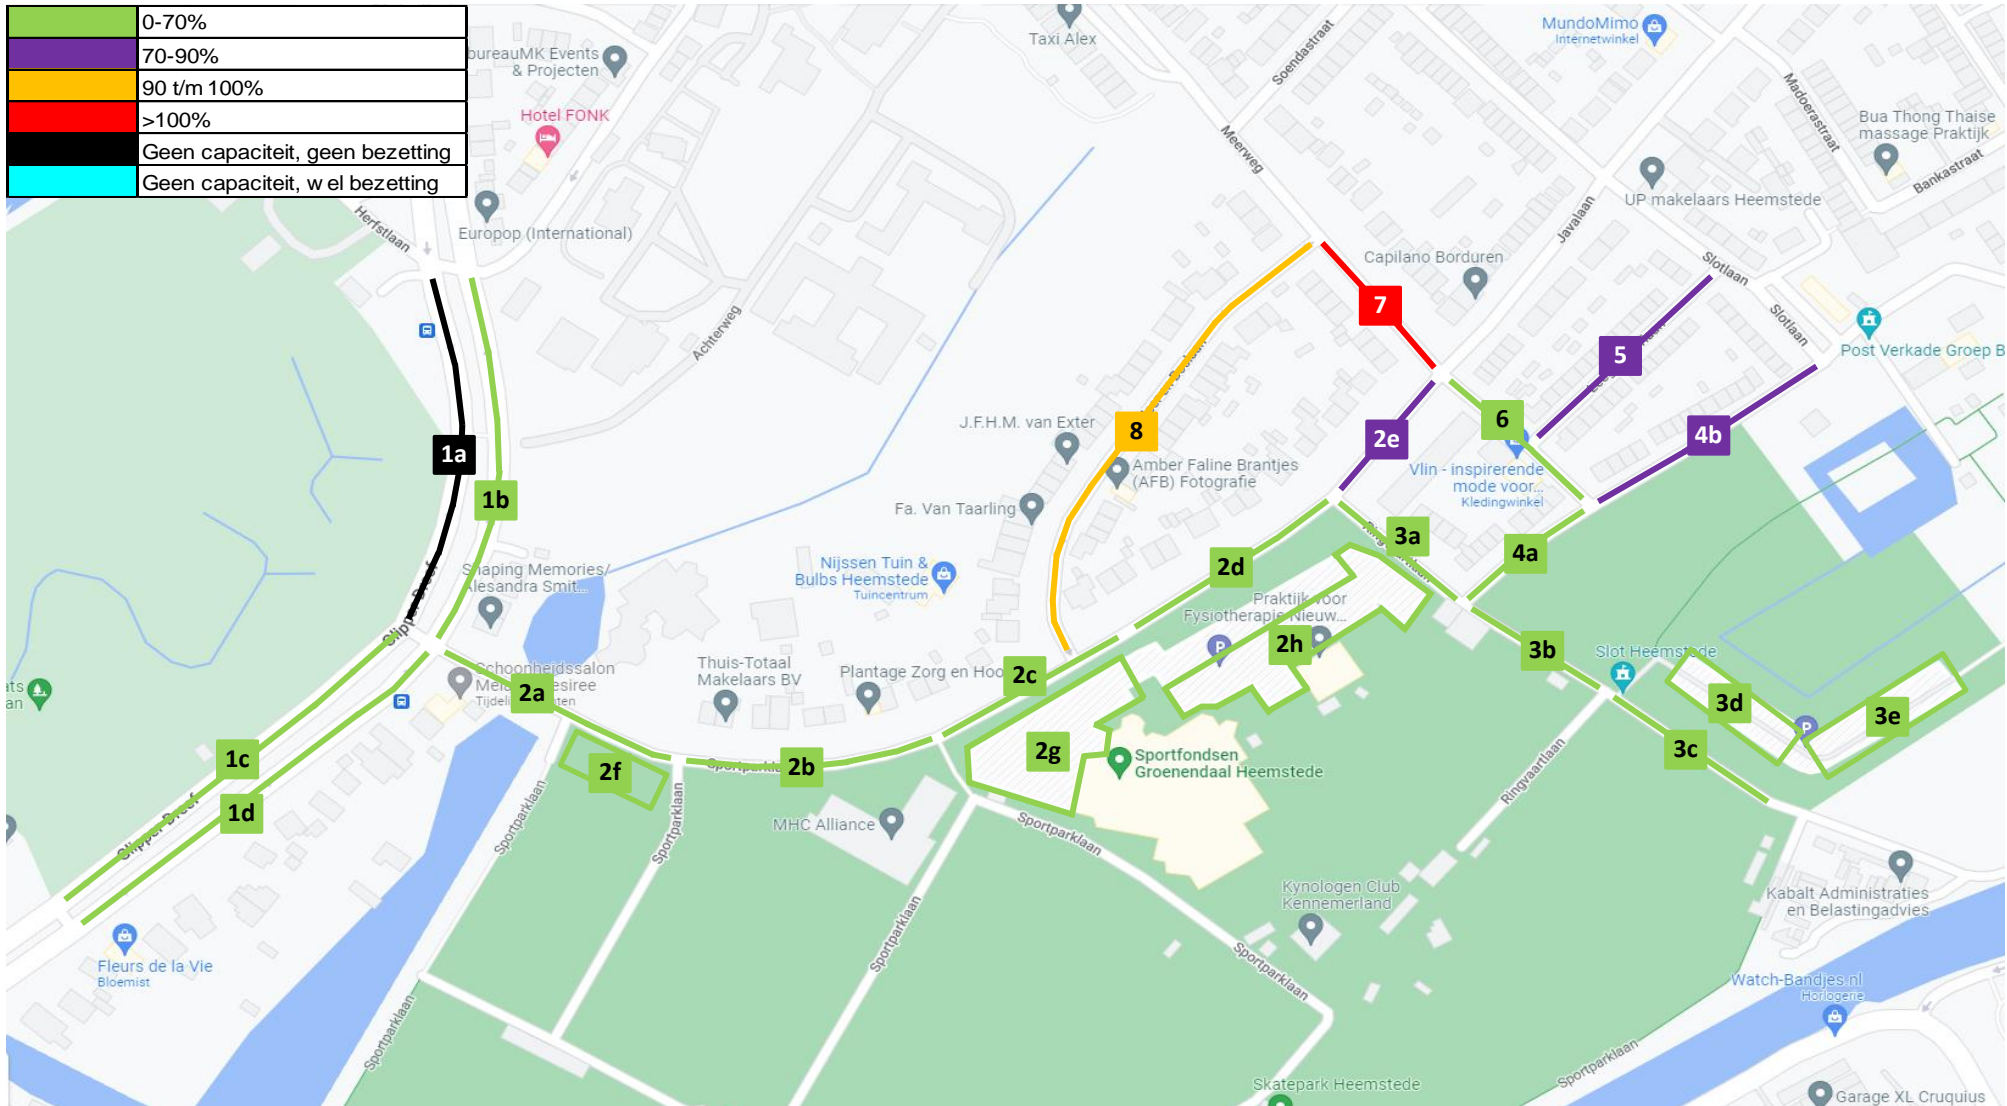 0-70%
70-90%
90 t/m 100%
>100%
Geen capaciteit, geen bezetting
Geen capaciteit, wel bezetting
bureauMK Events
& Projecten
Hotel FONK
Europop (International)
Herfstlaan
Achterweg
Taxi Alex
Soendastraat
Meerweg
MundoMimo
Internetwinkel
Madoerastraat
Bua Thong Thaise
massage Praktijk
Bankastraat
UP makelaars Heemstede
Javalaan
Slotlaan
Slotlaan
Capilano Borduren
Post Verkade Groep B
7
5
6
2e
4b
8
1a
1b
J.F.H.M. van Exter
Amber Faline Brantjes
(AFB) Fotografie
Fa. Van Taarling
Vlin - inspirerende
mode voor...
Kledingwinkel
Nijssen Tuin &
Bulbs Heemstede
Tuincentrum
3a
4a
2d
Shaping Memories/
Alesandra Smit...
Slipper Dreef
Praktijk voor
Fysiotherapie Nieuw...
2h
3b
Slot Heemstede
Schoonheidssalon
2a
Thuis-Totaal
Makelaars BV
Plantage Zorg en Hoo
2c
3d
3e
P
P
3c
1c
1d
Slipper Dreef
2f
2b
2g
Sportfondsen
Groenendaal Heemstede
Sportparklaan
Sportparklaan
MHC Alliance
Sportparklaan
Ringvaartlaan
Kynologen Club
Kennemerland
Kabalt Administraties
en Belastingadvies
Fleurs de la Vie
Bloemist
Sportparklaan
Sportparklaan
Sportparklaan
Watch-Bandjes.nl
Horlogerie
Sportparklaan
Skatepark Heemstede
Garage XL Cruquius